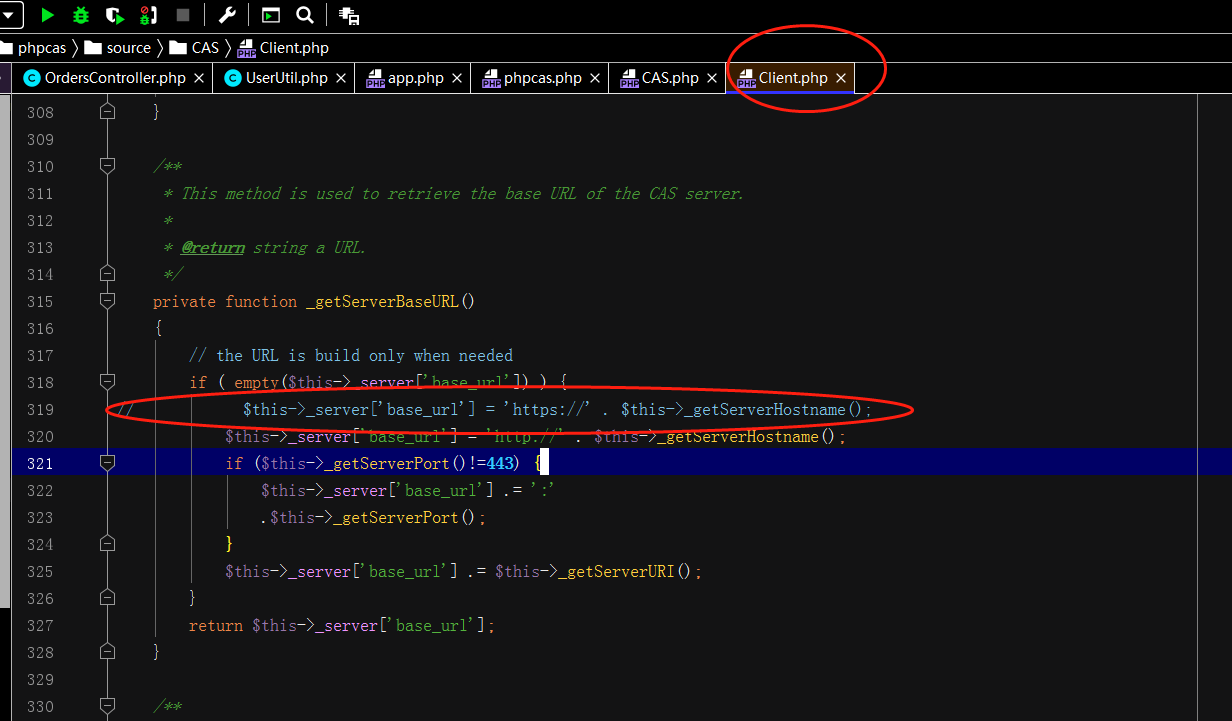 phpcas 〉 source 〉 CAS 〉 Client.php
OrdersController.php × UserUtil.php × app.php × phpcas.php × CAS.php × Client.php ×
308 }
309
310 /**
311 * This method is used to retrieve the base URL of the CAS server.
312 *
313 * @return string a URL.
314 */
315 private function _getServerBaseURL()
316 {
317 // the URL is build only when needed
318 if ( empty($this->_server['base_url']) ) {
319 // $this->_server['base_url'] = 'https://' . $this->_getServerHostname();
320 $this->_server['base_url'] = 'http://' . $this->_getServerHostname();
321 if ($this->_getServerPort()!=443) {
322 $this->_server['base_url'] .= ':'
323 .$this->_getServerPort();
324 }
325 $this->_server['base_url'] .= $this->_getServerURI();
326 }
327 return $this->_server['base_url'];
328 }
329
330 /**